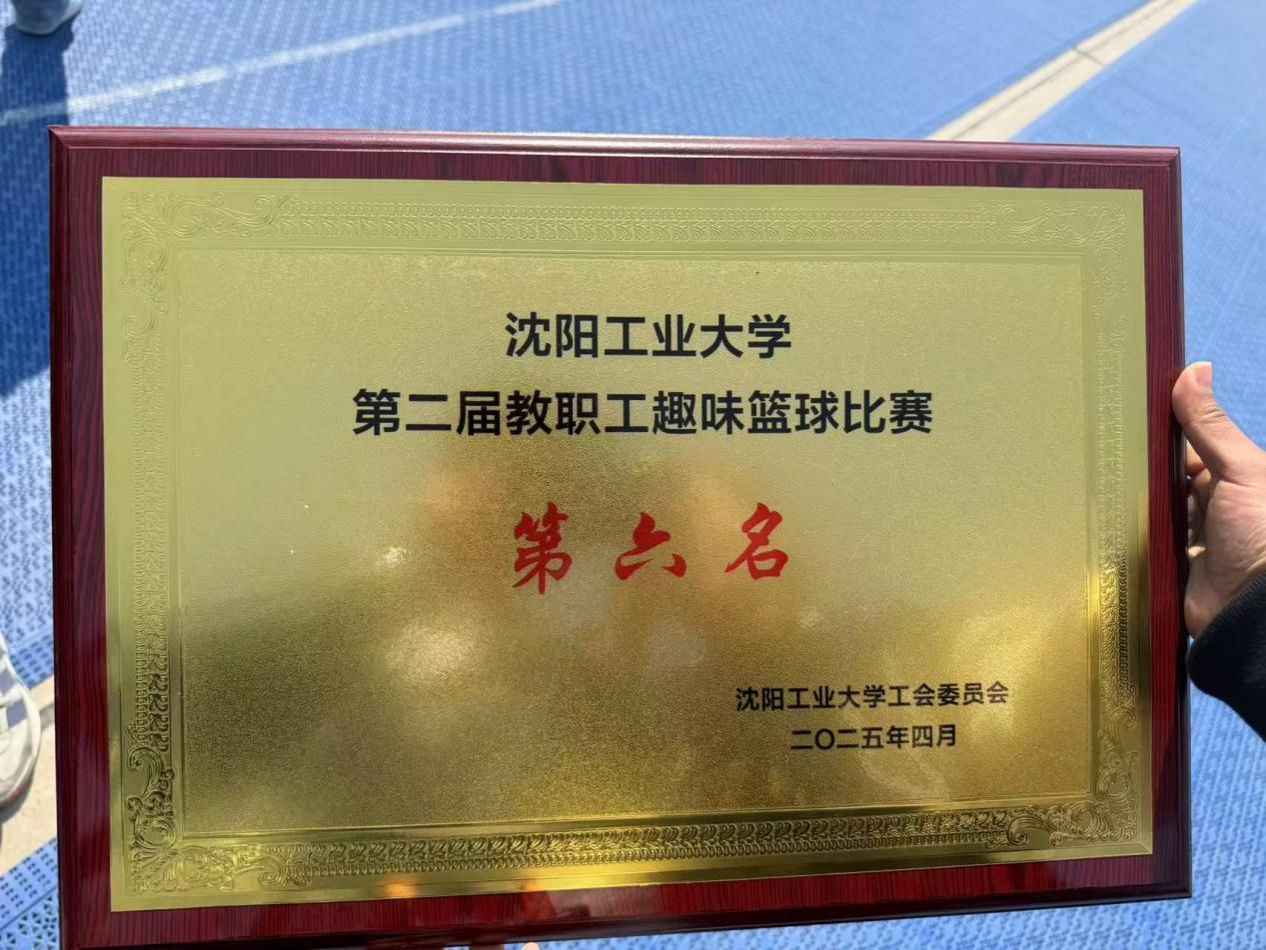 沈阳工业大学
第二届教职工趣味篮球比赛
第六名
沈阳工业大学工会委员会
二〇二五年四月